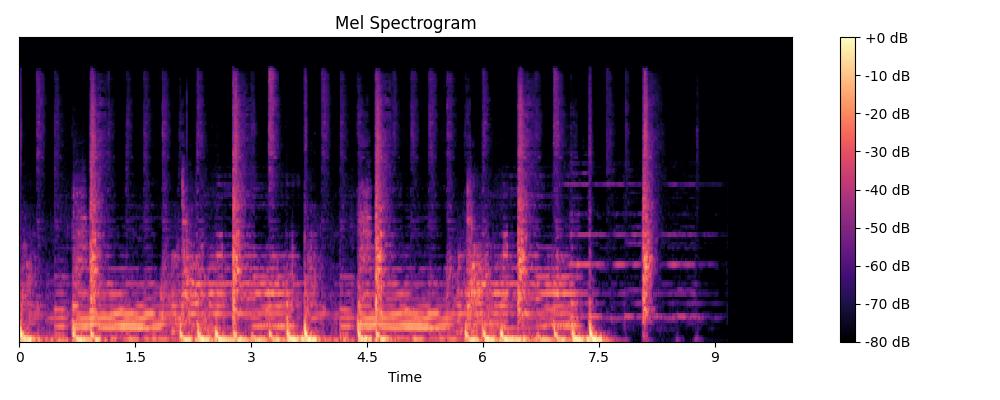 Mel Spectrogram
+0 dB
-10 dB
-20 dB
-30 dB
-40 dB
-50 dB
-60 dB
-70 dB
-80 dB
0
1.5
3
4.5
6
7.5
9
Time